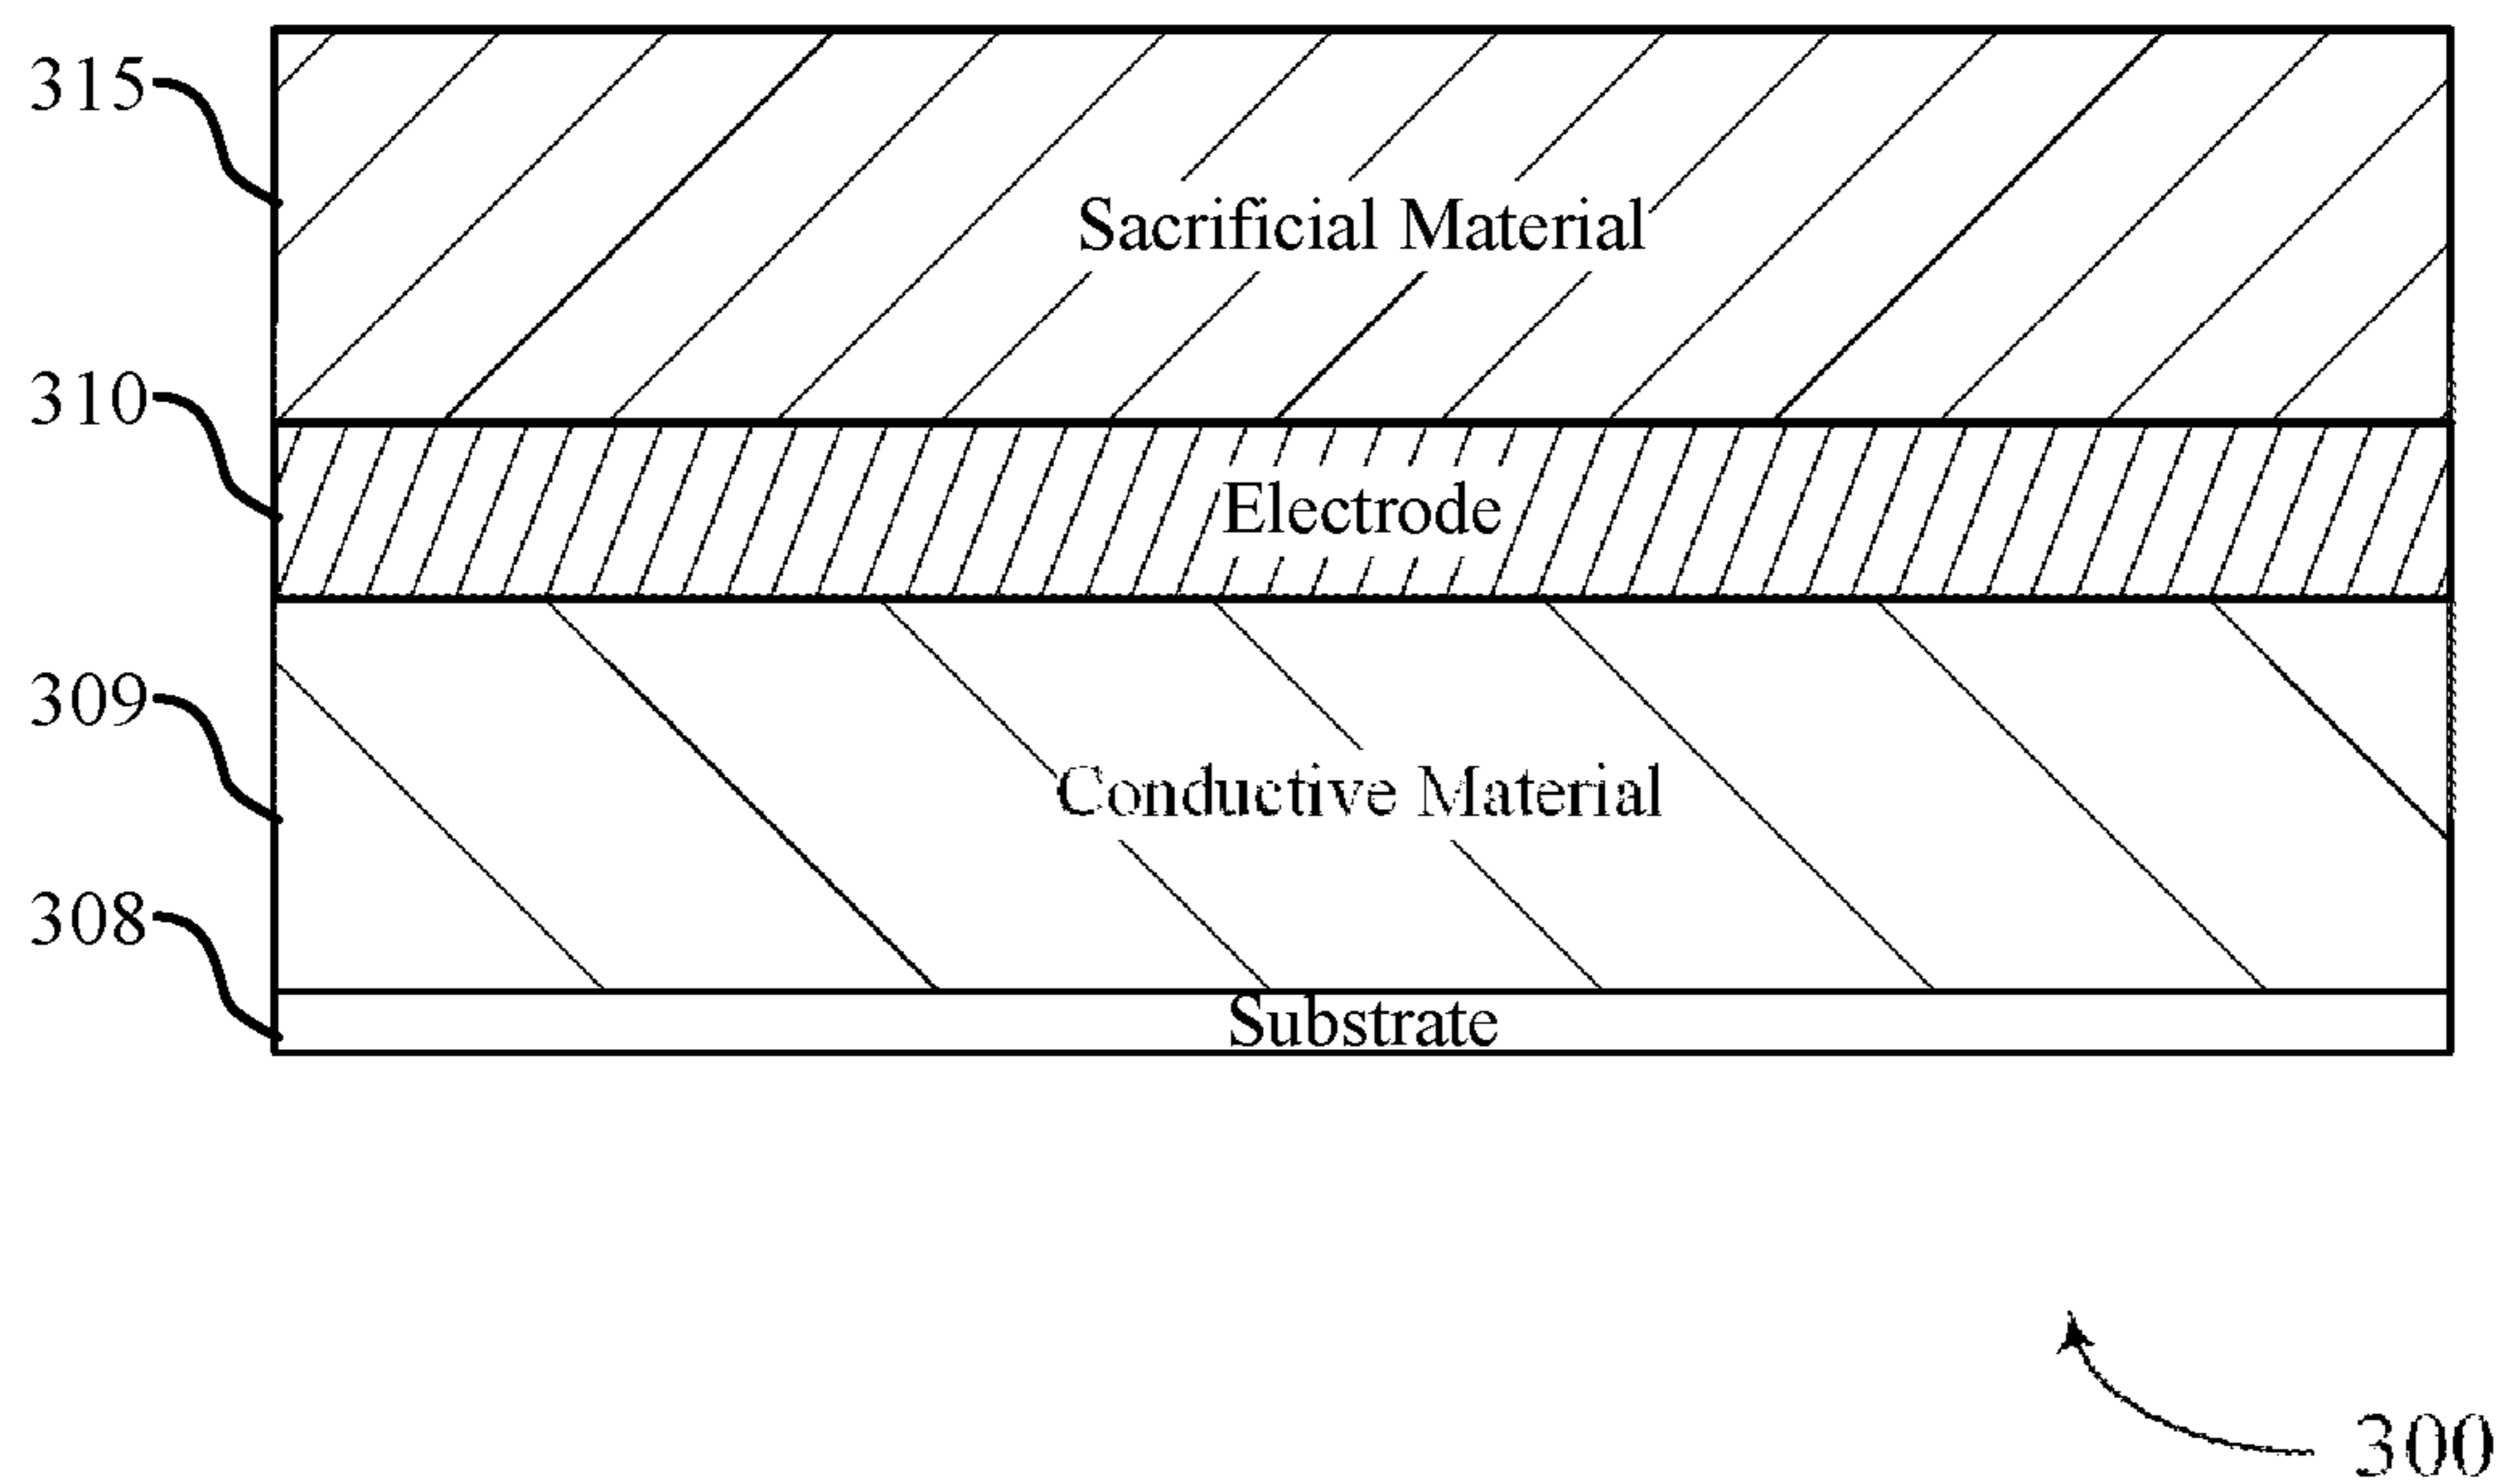 315
Sacrificial Material
310
Electrode
309
Conductive Material
308
Substrate
300